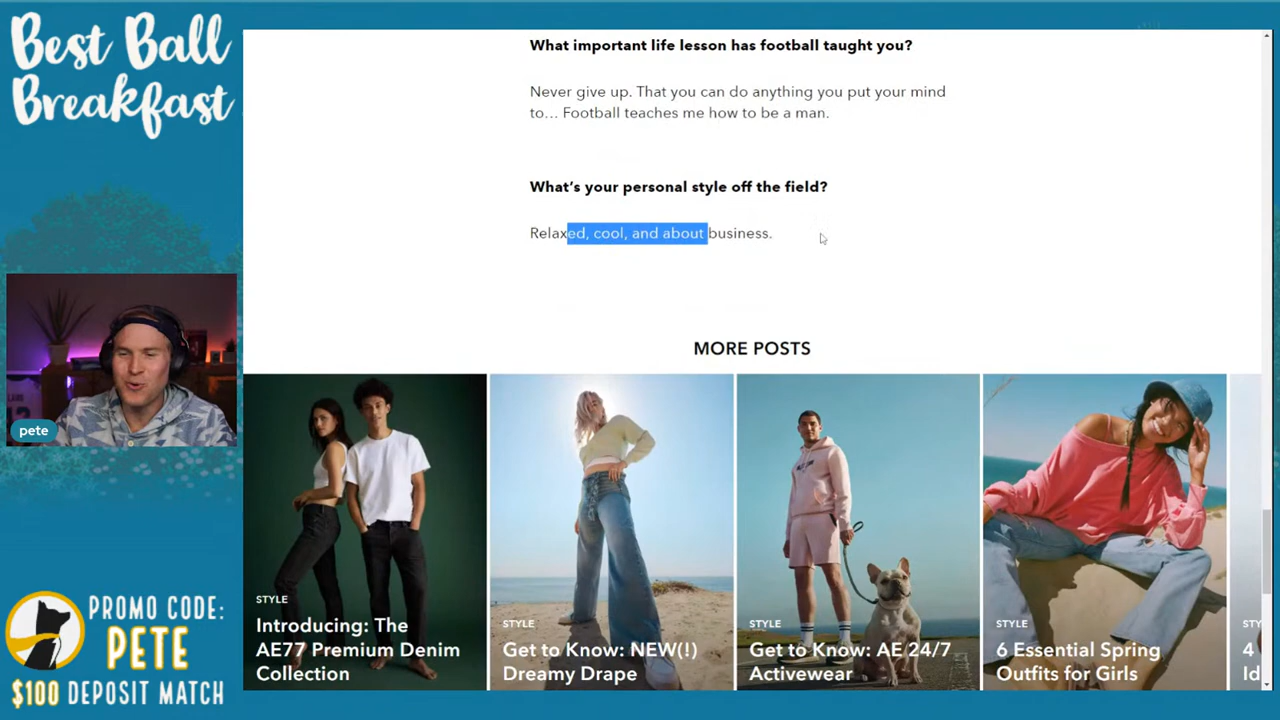 Best Ball
Breakfast
What important life lesson has football taught you?
Never give up. That you can do anything you put your mind
to… Football teaches me how to be a man.
What's your personal style off the field?
Relaxed, cool, and about business.
pete
MORE POSTS
STYLE
Introducing: The
AE77 Premium Denim
Collection
STYLE
Get to Know: NEW(!)
Dreamy Drape
STYLE
Get to Know: AE 24/7
Activewear
STYLE
6 Essential Spring
Outfits for Girls
STY
4
Id
PROMO CODE:
PETE
$100 DEPOSIT MATCH